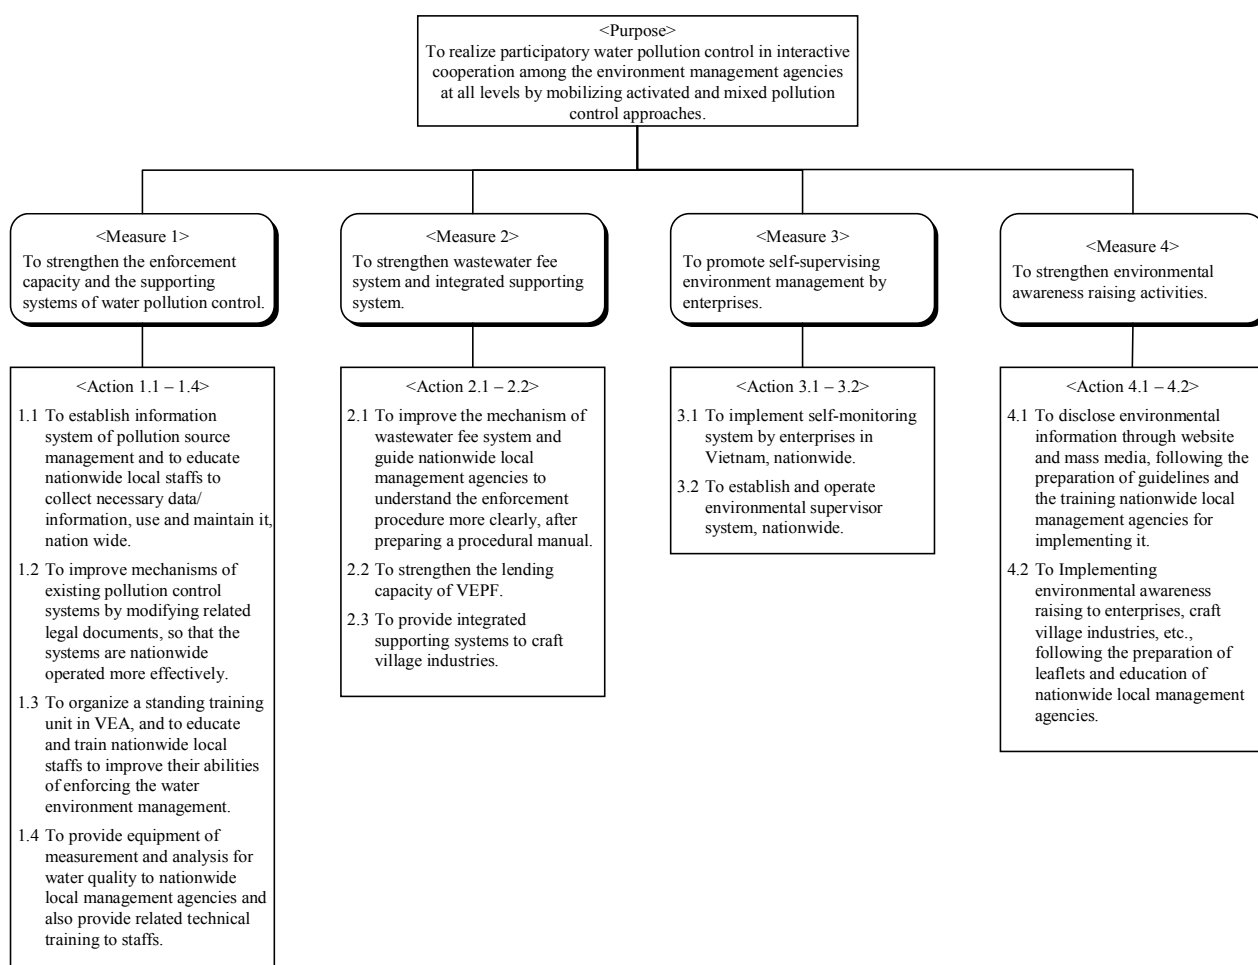 <Purpose>
To realize participatory water pollution control in interactive
cooperation among the environment management agencies
at all levels by mobilizing activated and mixed pollution
control approaches.
<Measure 1>
To strengthen the enforcement
capacity and the supporting
systems of water pollution control.
<Measure 2>
To strengthen wastewater fee
system and integrated supporting
system.
<Measure 3>
To promote self-supervising
environment management by
enterprises.
<Measure 4>
To strengthen environmental
awareness raising activities.
<Action 1.1 – 1.4>
1.1 To establish information
system of pollution source
management and to educate
nationwide local staffs to
collect necessary data/
information, use and maintain it,
nation wide.
1.2 To improve mechanisms of
existing pollution control
systems by modifying related
legal documents, so that the
systems are nationwide
operated more effectively.
1.3 To organize a standing training
unit in VEA, and to educate
and train nationwide local
staffs to improve their abilities
of enforcing the water
environment management.
1.4 To provide equipment of
measurement and analysis for
water quality to nationwide
local management agencies and
also provide related technical
training to staffs.
<Action 2.1 – 2.2>
2.1 To improve the mechanism of
wastewater fee system and
guide nationwide local
management agencies to
understand the enforcement
procedure more clearly, after
preparing a procedural manual.
2.2 To strengthen the lending
capacity of VEPF.
2.3 To provide integrated
supporting systems to craft
village industries.
<Action 3.1 – 3.2>
3.1 To implement self-monitoring
system by enterprises in
Vietnam, nationwide.
3.2 To establish and operate
environmental supervisor
system, nationwide.
<Action 4.1 – 4.2>
4.1 To disclose environmental
information through website
and mass media, following the
preparation of guidelines and
the training nationwide local
management agencies for
implementing it.
4.2 To Implementing
environmental awareness
raising to enterprises, craft
village industries, etc.,
following the preparation of
leaflets and education of
nationwide local management
agencies.